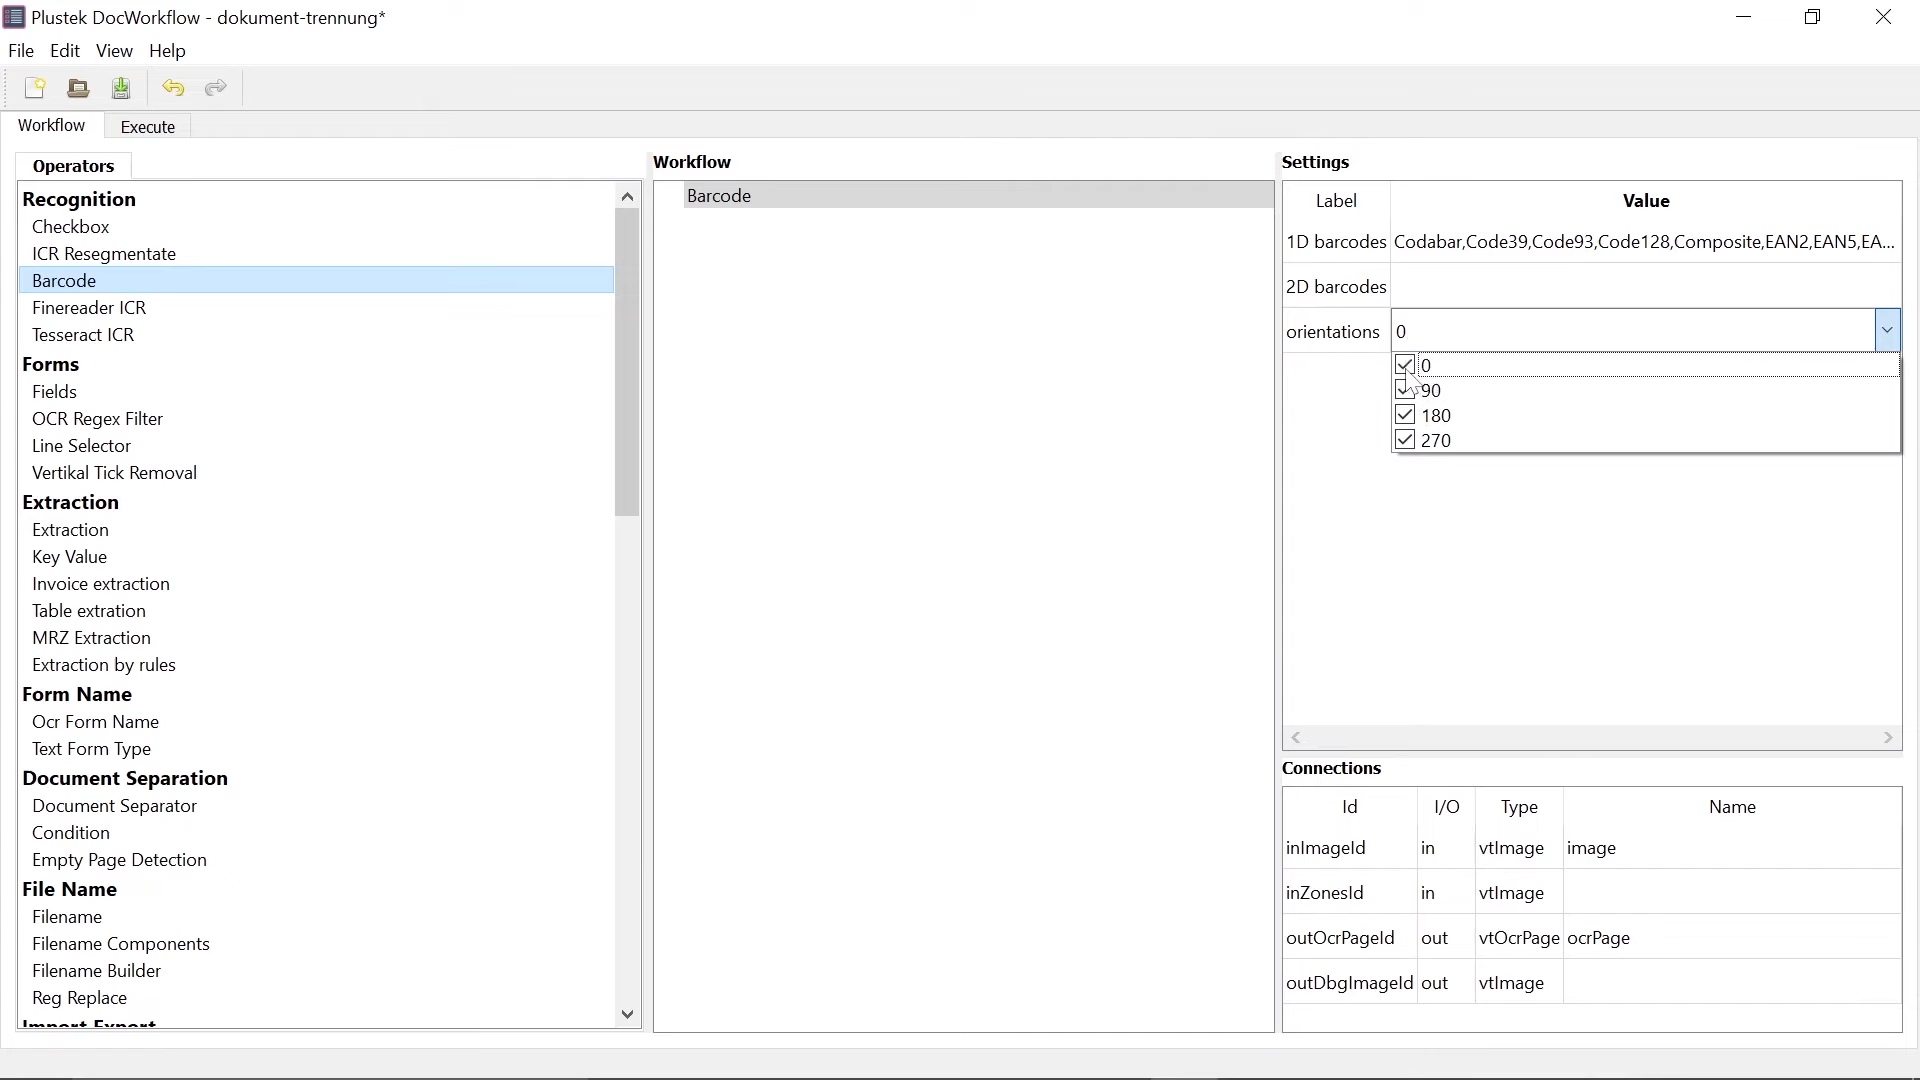 Plustek DocWorkflow - dokument-trennung*
File Edit View Help
Workflow Execute
Operators
Recognition
Checkbox
ICR Resegmentate
Barcode
Finereader ICR
Tesseract ICR
Forms
Fields
OCR Regex Filter
Line Selector
Vertikal Tick Removal
Extraction
Extraction
Key Value
Invoice extraction
Table extration
MRZ Extraction
Extraction by rules
Form Name
Ocr Form Name
Text Form Type
Document Separation
Document Separator
Condition
Empty Page Detection
File Name
Filename
Filename Components
Filename Builder
Reg Replace
Import Export
Workflow
Barcode
Settings
Label Value
1D barcodes Codabar,Code39,Code93,Code128,Composite,EAN2,EAN5,EA...
2D barcodes
orientations 0
0
90
180
270
Connections
Id I/O Type Name
inImageId in vtImage image
inZonesId in vtImage
outOcrPageId out vtOcrPage ocrPage
outDbgImageId out vtImage